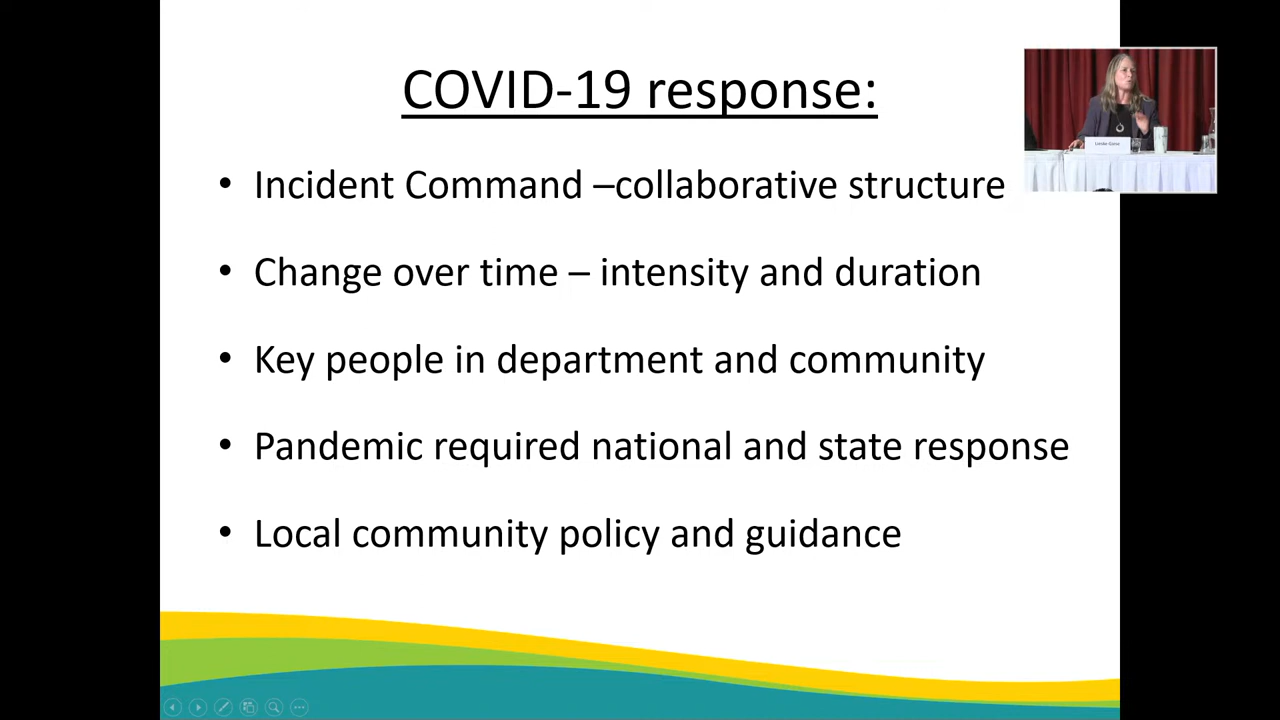 COVID-19 response:
• Incident Command –collaborative structure
• Change over time – intensity and duration
• Key people in department and community
• Pandemic required national and state response
• Local community policy and guidance